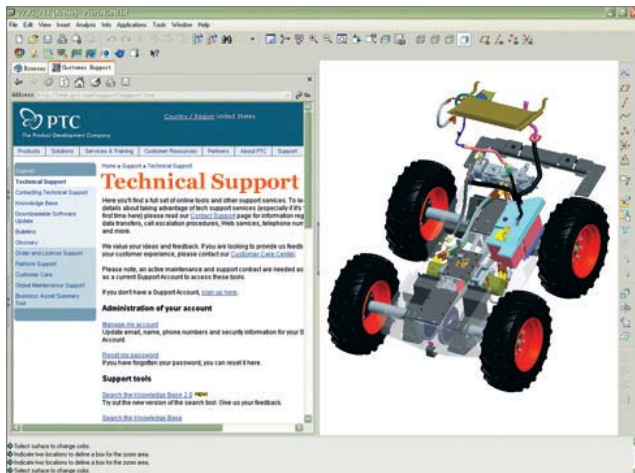 File Edit View Insert Analysis Info Applications Tools Window Help
Browser Customer Support
PTC
The Product Development Company
Country / Region United States
Products Solutions Services & Training Customer Resources Partners About PTC Support
Home ▸ Support ▸ Technical Support
Support
Technical Support
Contacting Technical Support
Knowledge Base
Downloadable Software
Update
Bulletins
Glossary
Order and License Support
Platform Support
Customer Care
Global Maintenance Support
Business Asset Summary
Tool
Technical Support
Here you'll find a full set of online tools and other support services. To le
details about taking advantage of tech support services (especially if it's
first time here) please read our Contact Support page for information reg
data transfers, call escalation procedures, Web services, telephone num
and more.
We value your ideas and feedback. If you are looking to provide us feedb
your customer experience, please contact our Customer Care Center.
Please note, an active maintenance and support contract are needed as
as a current Support Account to access these tools.
If you don't have a Support Account, sign up here.
Administration of your account
Manage my account
Update email, name, phone numbers and security information for your S
Account.
Reset my password
If you have forgotten your password, you can reset it here.
Support tools
Search the Knowledge Base 2.0 NEW!
Try out the new version of the search tool. Give us your feedback.
Search the Knowledge Base
Select surface to change color.
Indicate two locations to define a box for the zoom area.
Indicate two locations to define a box for the zoom area.
Select surface to change color.